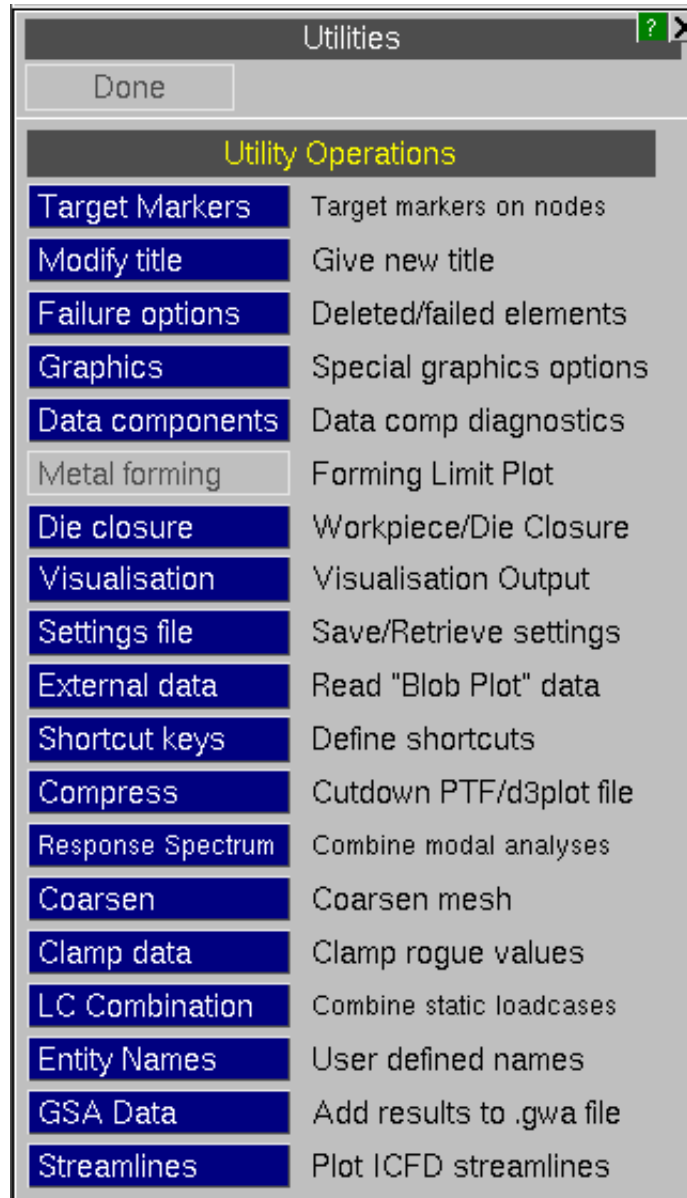 Utilities ? X
Done
Utility Operations
Target Markers Target markers on nodes
Modify title Give new title
Failure options Deleted/failed elements
Graphics Special graphics options
Data components Data comp diagnostics
Metal forming Forming Limit Plot
Die closure Workpiece/Die Closure
Visualisation Visualisation Output
Settings file Save/Retrieve settings
External data Read "Blob Plot" data
Shortcut keys Define shortcuts
Compress Cutdown PTF/d3plot file
Response Spectrum Combine modal analyses
Coarsen Coarsen mesh
Clamp data Clamp rogue values
LC Combination Combine static loadcases
Entity Names User defined names
GSA Data Add results to .gwa file
Streamlines Plot ICFD streamlines